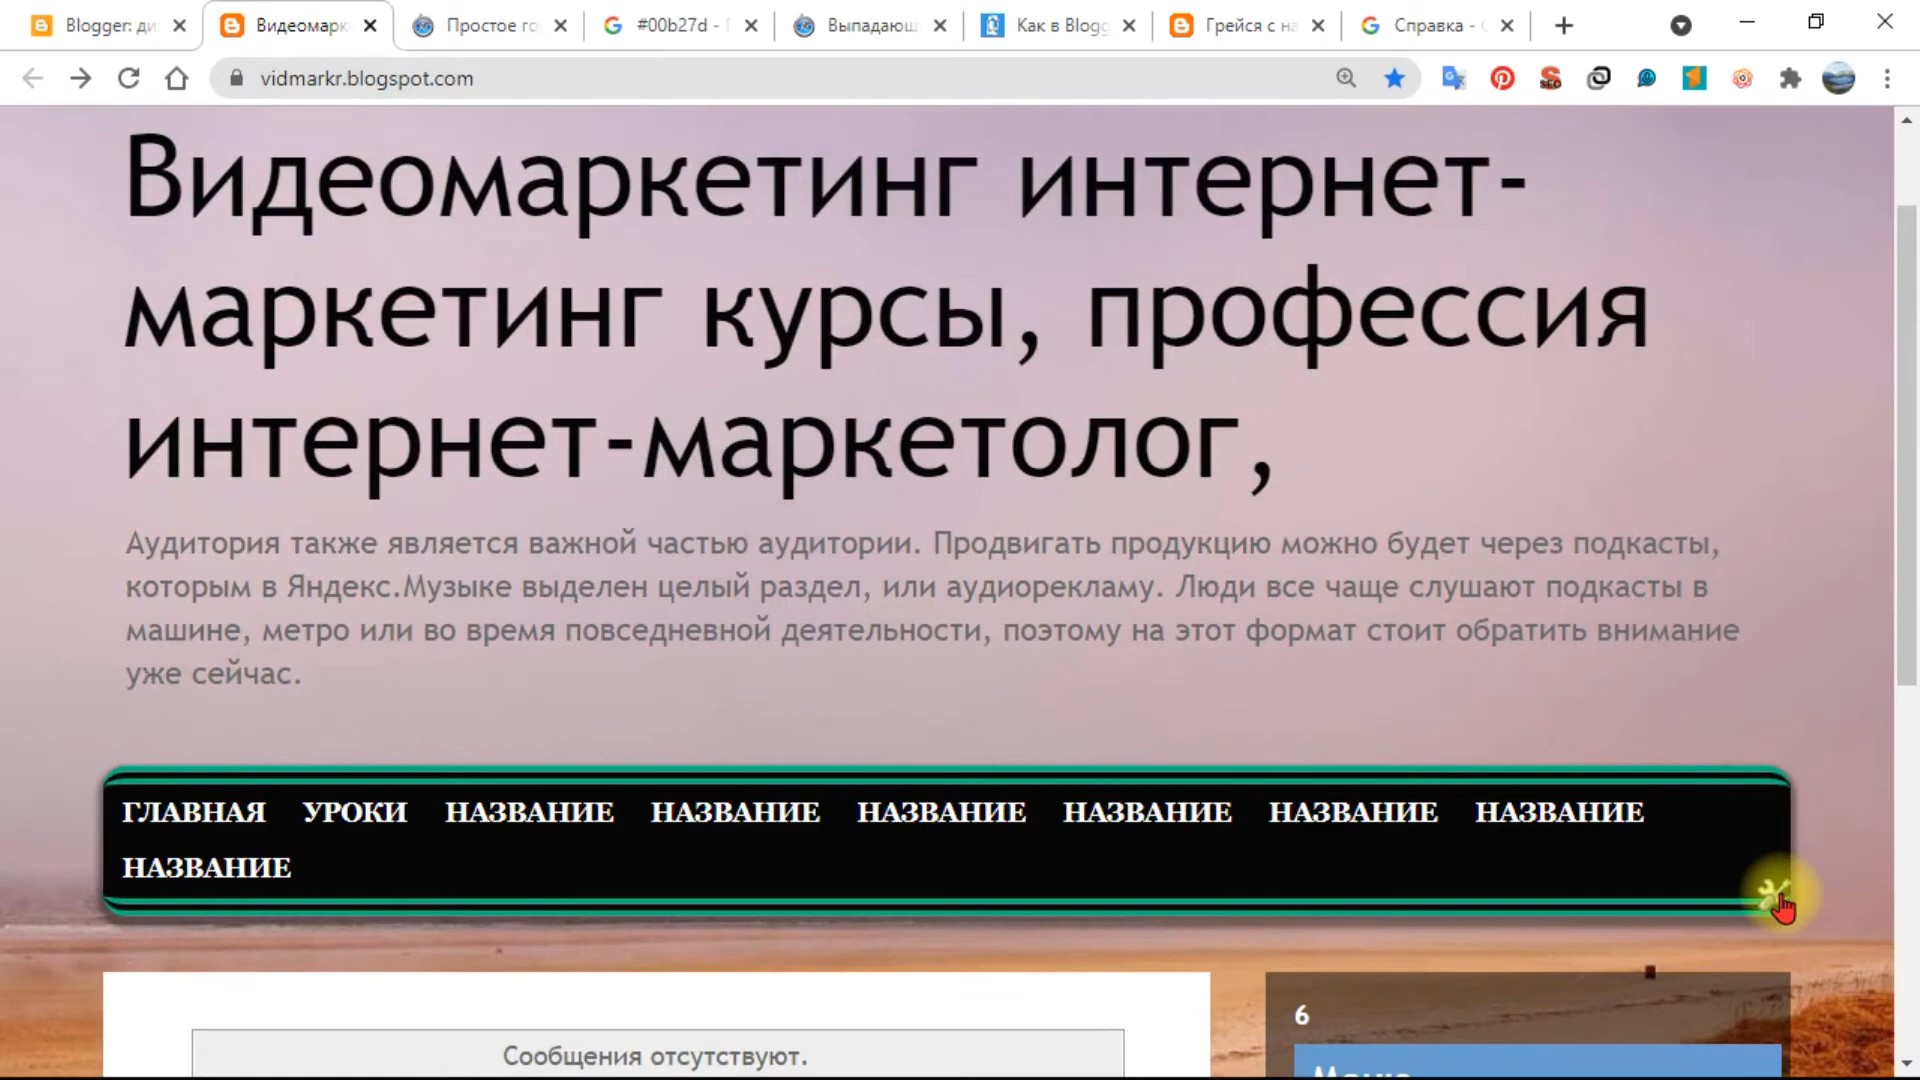 Blogger: ди
Видеомарк
Простое го
#00b27d - 
Выпадающ
Как в Blogg
Грейся с на
Справка - 
vidmarkr.blogspot.com
SEO
Видеомаркетинг интернет-
маркетинг курсы, профессия
интернет-маркетолог,
Аудитория также является важной частью аудитории. Продвигать продукцию можно будет через подкасты,
которым в Яндекс.Музыке выделен целый раздел, или аудиорекламу. Люди все чаще слушают подкасты в
машине, метро или во время повседневной деятельности, поэтому на этот формат стоит обратить внимание
уже сейчас.
ГЛАВНАЯ УРОКИ НАЗВАНИЕ НАЗВАНИЕ НАЗВАНИЕ НАЗВАНИЕ НАЗВАНИЕ НАЗВАНИЕ
НАЗВАНИЕ
6
Сообщения отсутствуют.